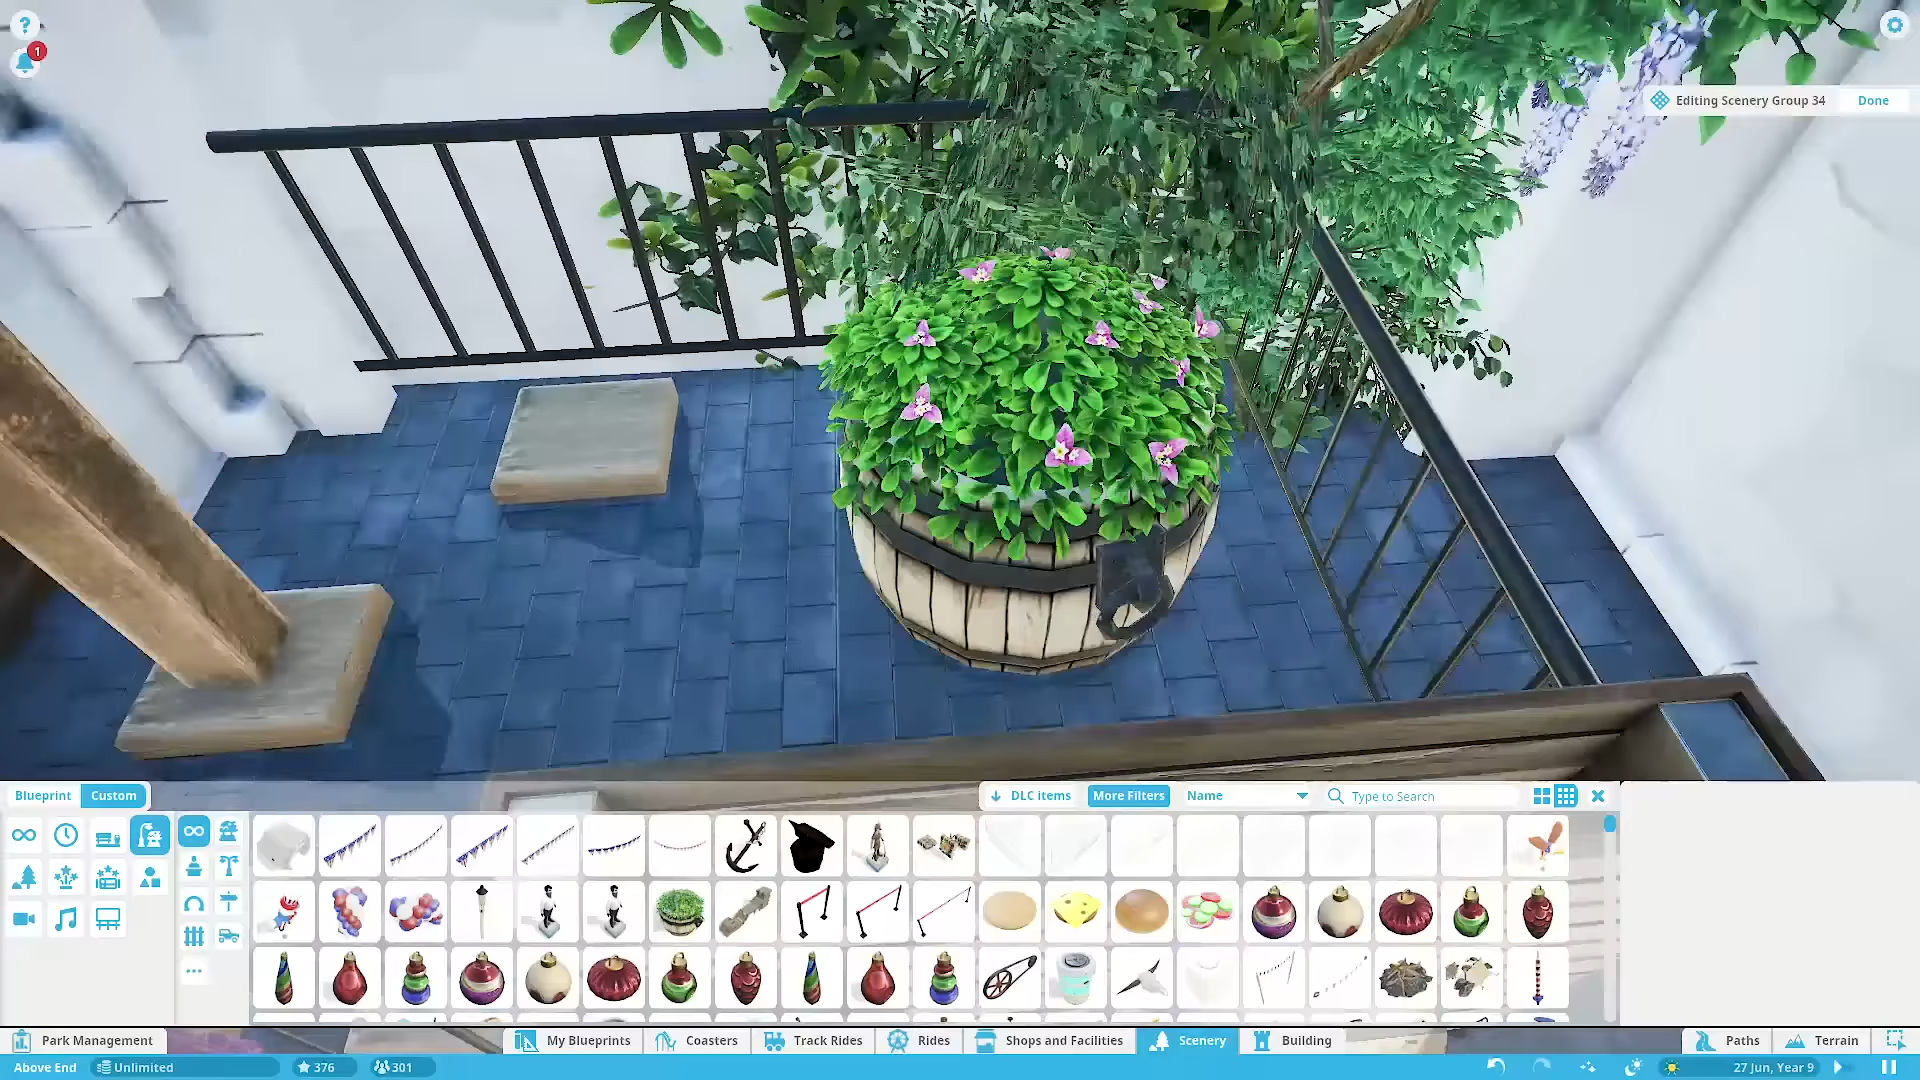 ?
1
Editing Scenery Group 34
Done
Blueprint
Custom
DLC items
More Filters
Name
Type to Search
Park Management
My Blueprints
Coasters
Track Rides
Rides
Shops and Facilities
Scenery
Building
Paths
Terrain
Above End
Unlimited
376
301
27 Jun, Year 9